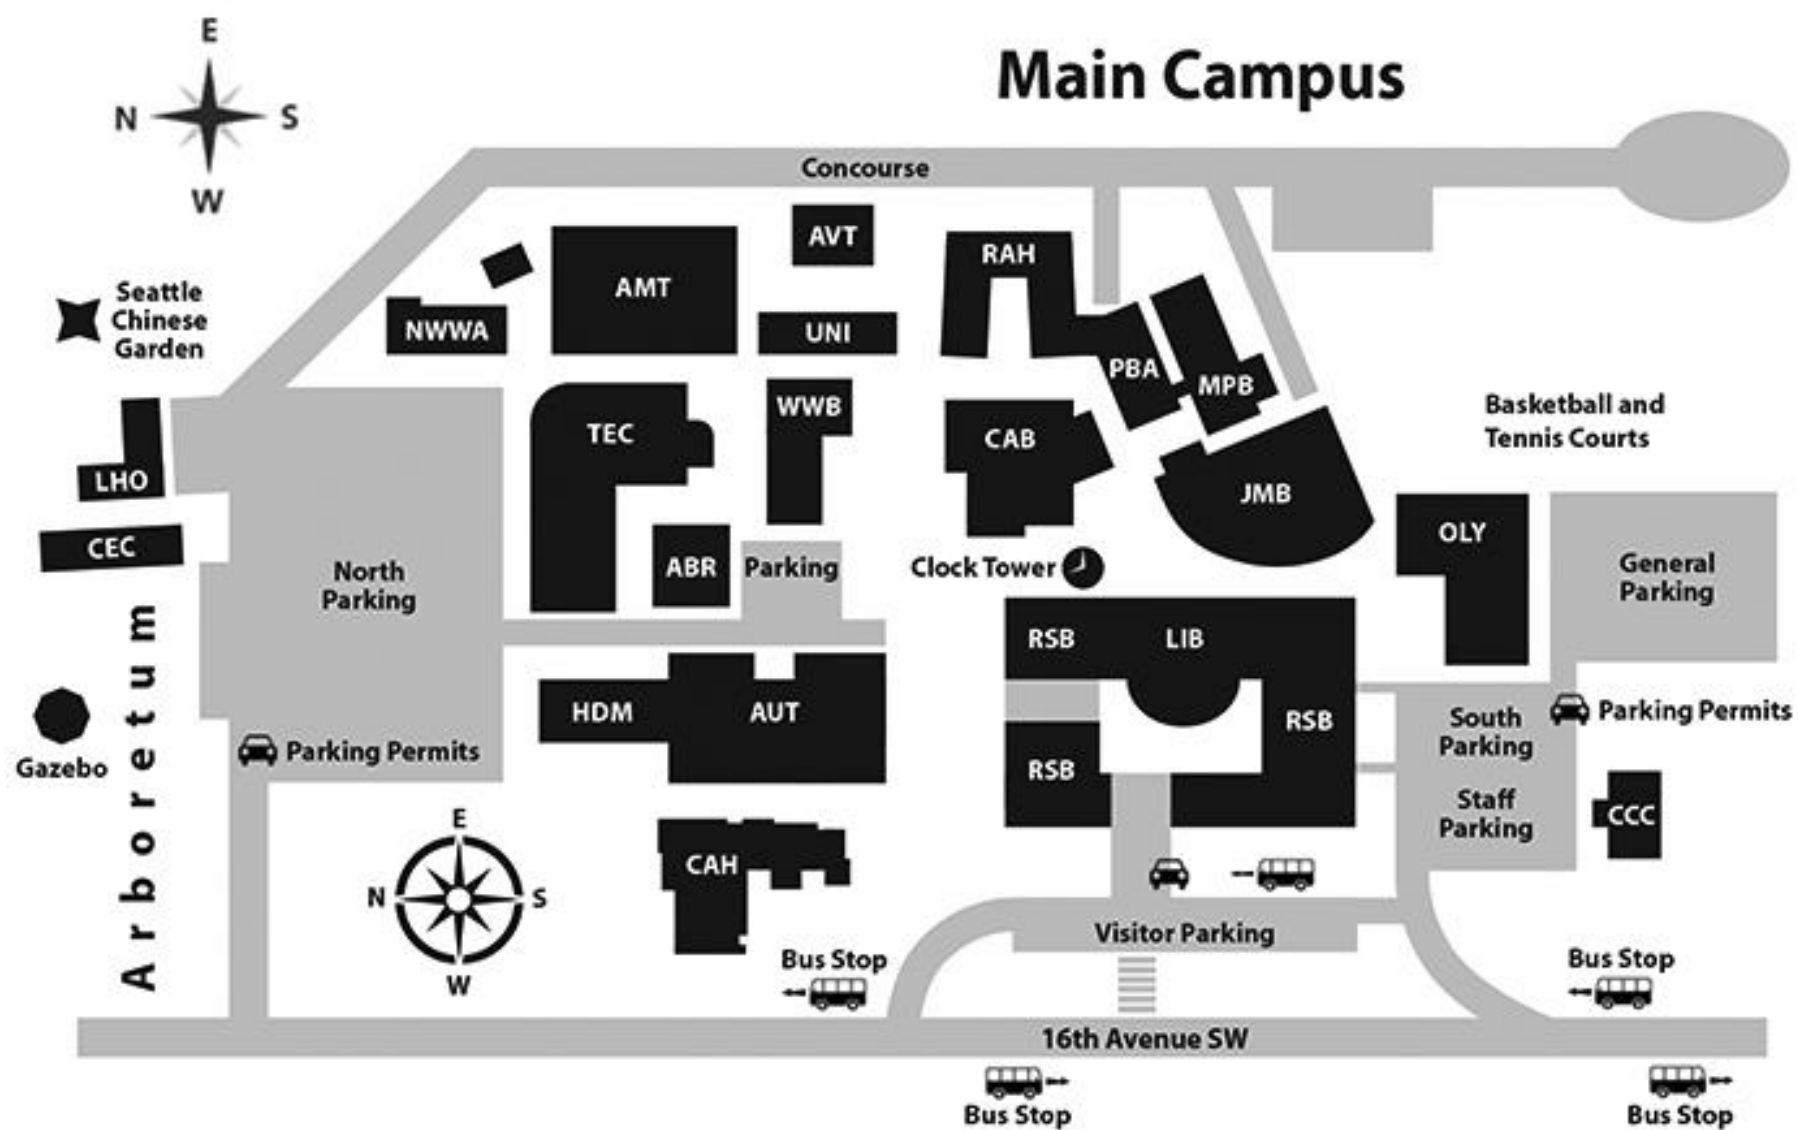 E
N
S
W
Main Campus
Concourse
AVT
RAH
AMT
Seattle
Chinese
Garden
NWWA
UNI
PBA
MPB
WWB
TEC
CAB
Basketball and
Tennis Courts
LHO
JMB
OLY
CEC
North
Parking
ABR
Parking
Clock Tower
General
Parking
RSB
LIB
Arboretum
HDM
AUT
RSB
South
Parking
Parking Permits
Gazebo
Parking Permits
RSB
Staff
Parking
CCC
E
N
S
W
CAH
Visitor Parking
Bus Stop
Bus Stop
16th Avenue SW
Bus Stop
Bus Stop